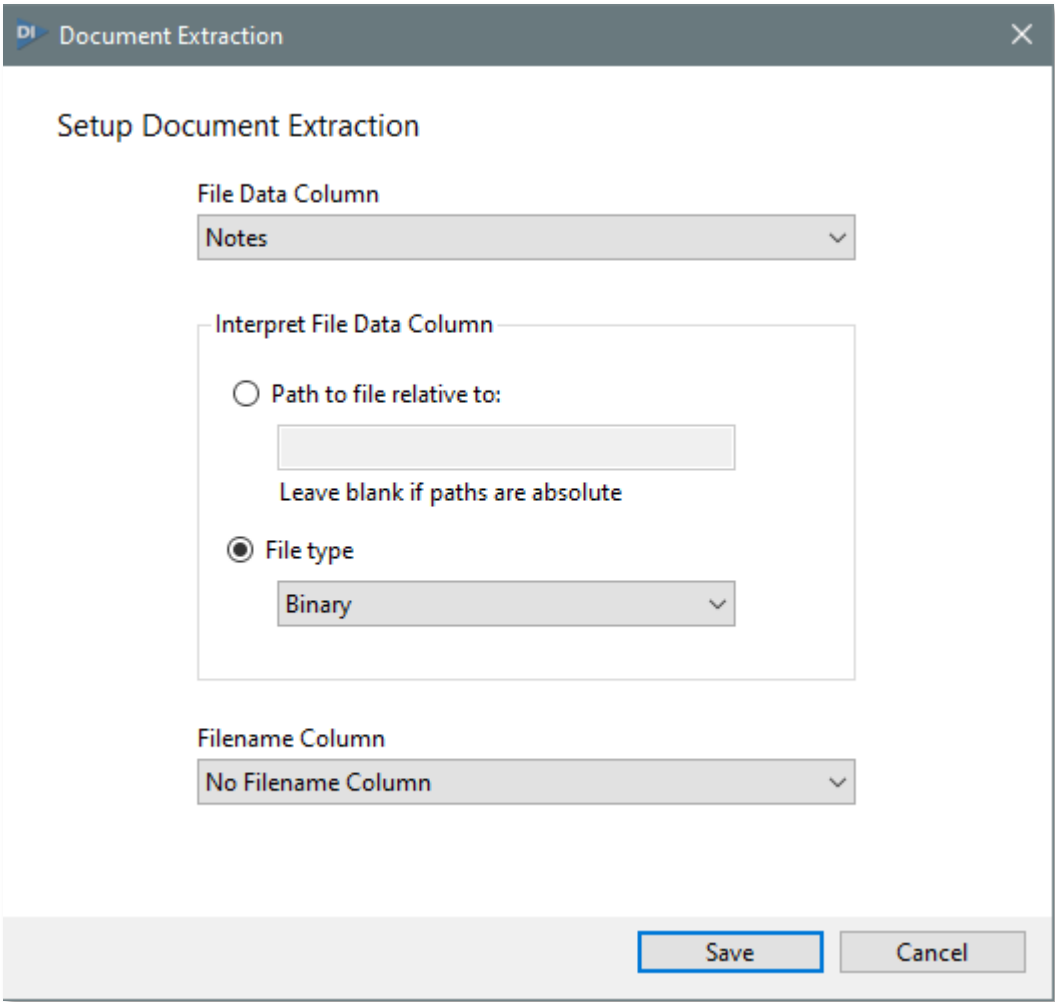 DI Document Extraction
Setup Document Extraction
File Data Column
Notes
Interpret File Data Column
Path to file relative to:
Leave blank if paths are absolute
File type
Binary
Filename Column
No Filename Column
Save Cancel